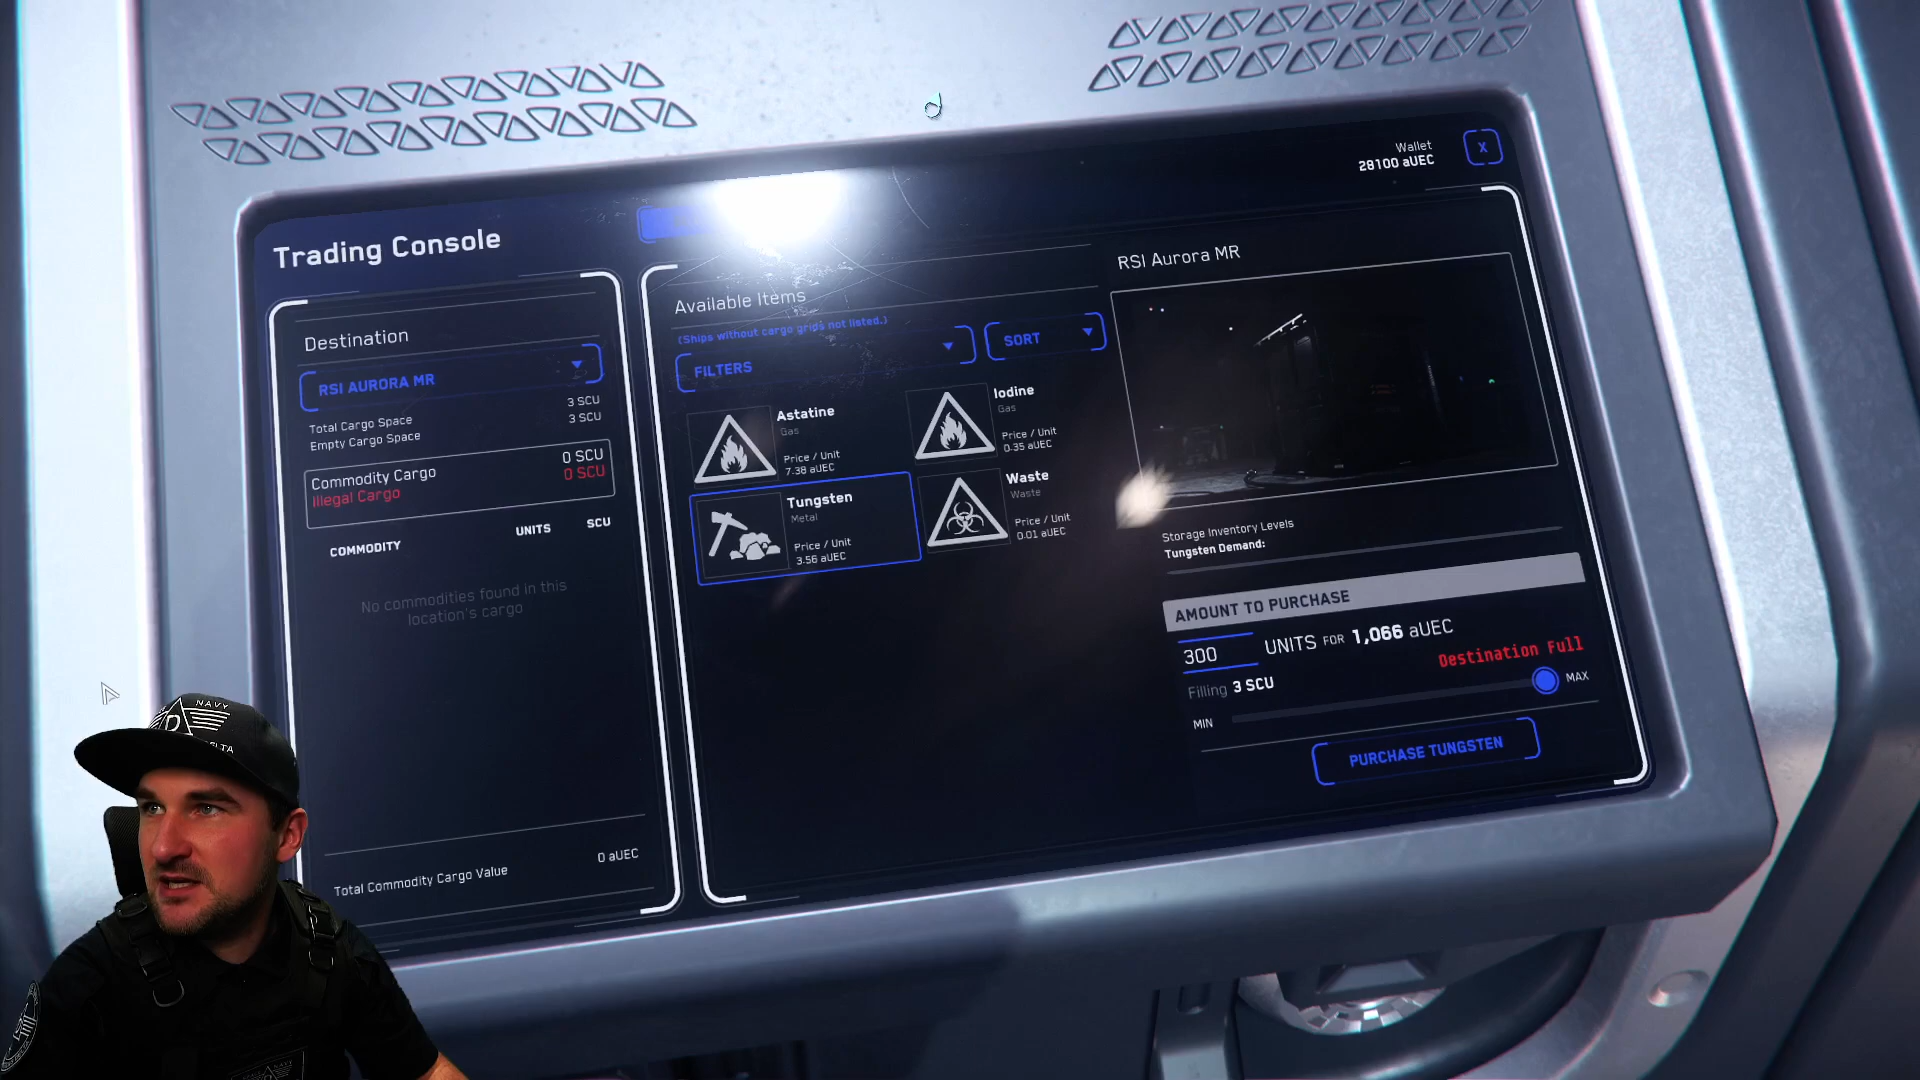 Wallet
28100 aUEC
X
Trading Console
Destination
RSI AURORA MR
Total Cargo Space 3 SCU
Empty Cargo Space 3 SCU
Commodity Cargo 0 SCU
Illegal Cargo 0 SCU
COMMODITY UNITS SCU
No commodities found in this
location's cargo
Total Commodity Cargo Value 0 aUEC
Available Items
(Ships without cargo grids not listed.)
FILTERS
SORT
Astatine
Gas
Price / Unit
7.38 aUEC
Iodine
Gas
Price / Unit
0.35 aUEC
Tungsten
Metal
Price / Unit
3.56 aUEC
Waste
Waste
Price / Unit
0.01 aUEC
RSI Aurora MR
Storage Inventory Levels
Tungsten Demand:
AMOUNT TO PURCHASE
300 UNITS FOR 1,066 aUEC
Destination Full
Filling 3 SCU
MIN
MAX
PURCHASE TUNGSTEN
NAVY
D